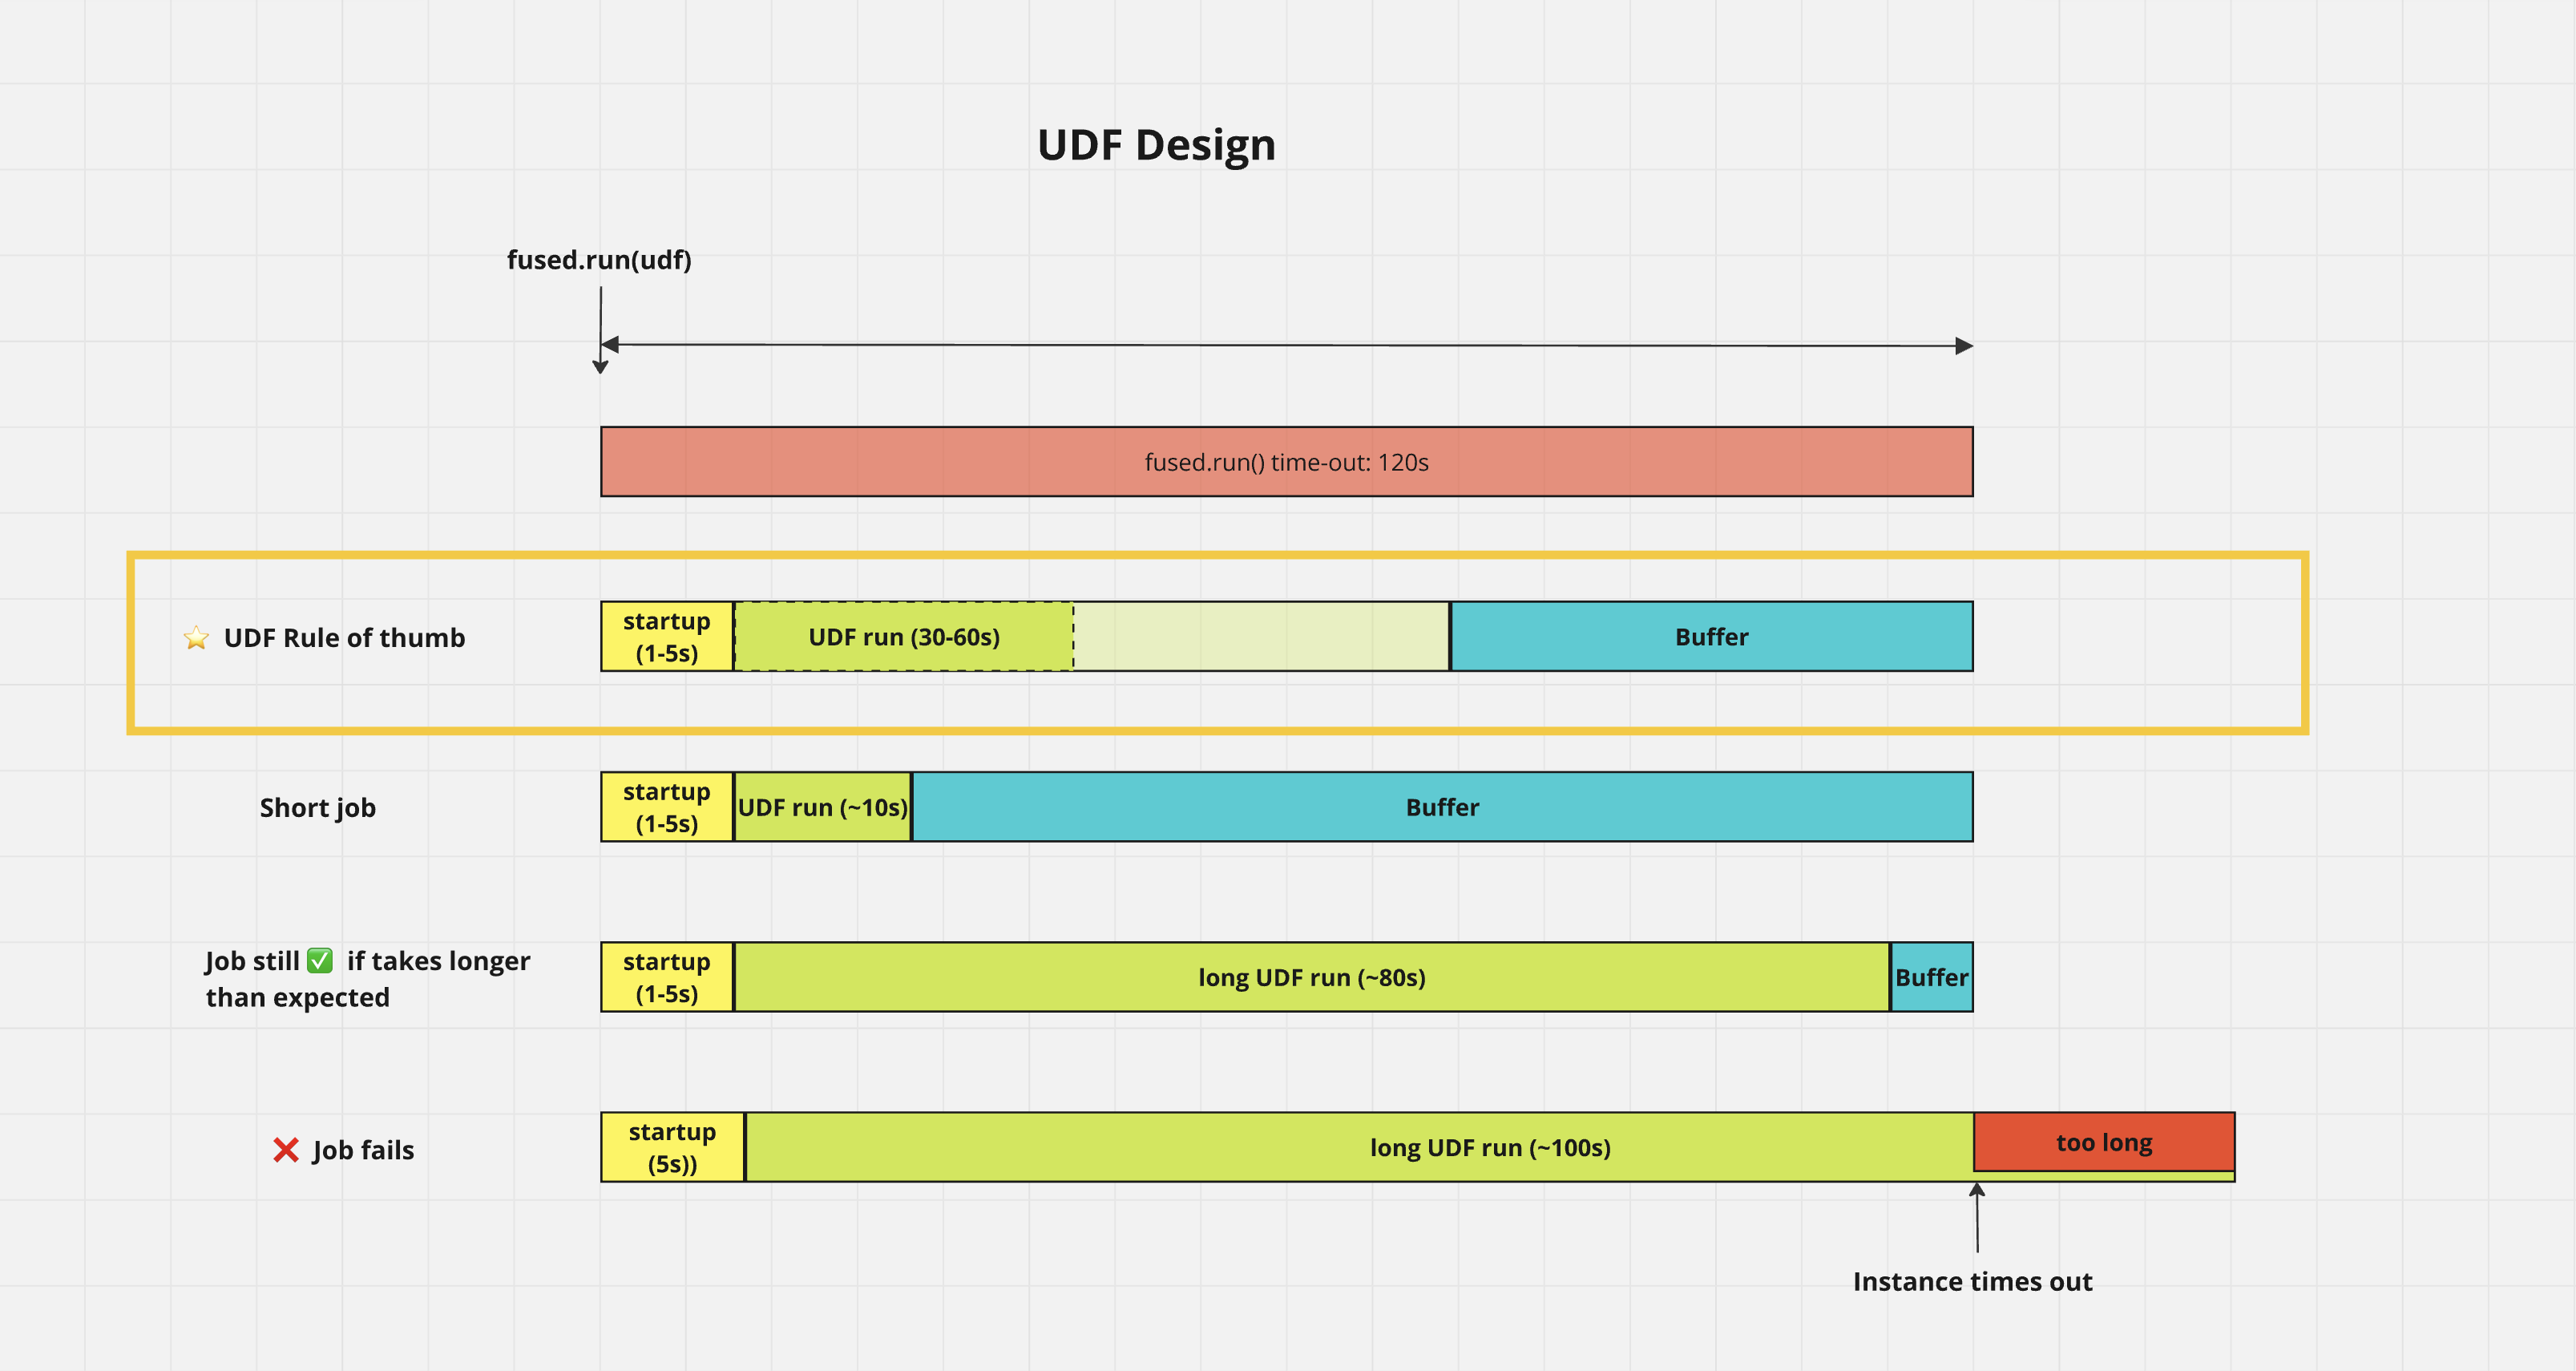 UDF Design
fused.run(udf)
fused.run() time-out: 120s
⭐ UDF Rule of thumb
startup
(1-5s)
UDF run (30-60s)
Buffer
Short job
startup
(1-5s)
UDF run (~10s)
Buffer
Job still ✅ if takes longer
than expected
startup
(1-5s)
long UDF run (~80s)
Buffer
❌ Job fails
startup
(5s))
long UDF run (~100s)
too long
Instance times out